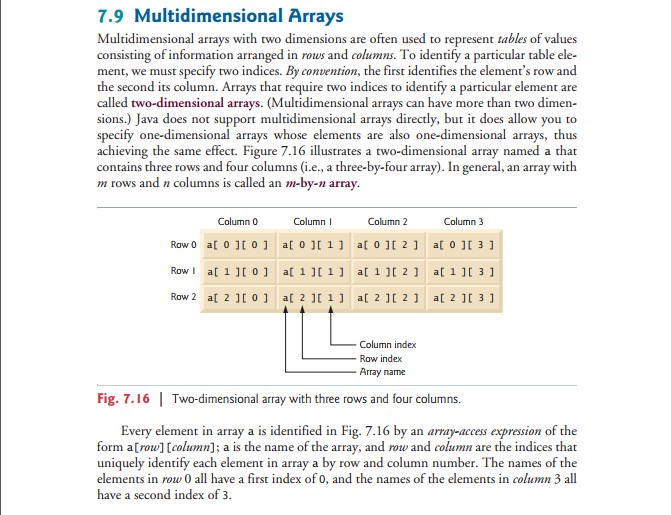 7.9 Multidimensional Arrays
Multidimensional arrays with two dimensions are often used to represent tables of values
consisting of information arranged in rows and columns. To identify a particular table ele-
ment, we must specify two indices. By convention, the first identifies the element's row and
the second its column. Arrays that require two indices to identify a particular element are
called two-dimensional arrays. (Multidimensional arrays can have more than two dimen-
sions.) Java does not support multidimensional arrays directly, but it does allow you to
specify one-dimensional arrays whose elements are also one-dimensional arrays, thus
achieving the same effect. Figure 7.16 illustrates a two-dimensional array named a that
contains three rows and four columns (i.e., a three-by-four array). In general, an array with
m rows and n columns is called an m-by-n array.
Column 0 Column 1 Column 2 Column 3
Row 0 a[ 0 ][ 0 ] a[ 0 ][ 1 ] a[ 0 ][ 2 ] a[ 0 ][ 3 ]
Row 1 a[ 1 ][ 0 ] a[ 1 ][ 1 ] a[ 1 ][ 2 ] a[ 1 ][ 3 ]
Row 2 a[ 2 ][ 0 ] a[ 2 ][ 1 ] a[ 2 ][ 2 ] a[ 2 ][ 3 ]
Column index
Row index
Array name
Fig. 7.16 | Two-dimensional array with three rows and four columns.
Every element in array a is identified in Fig. 7.16 by an array-access expression of the
form a[row][column]; a is the name of the array, and row and column are the indices that
uniquely identify each element in array a by row and column number. The names of the
elements in row 0 all have a first index of 0, and the names of the elements in column 3 all
have a second index of 3.